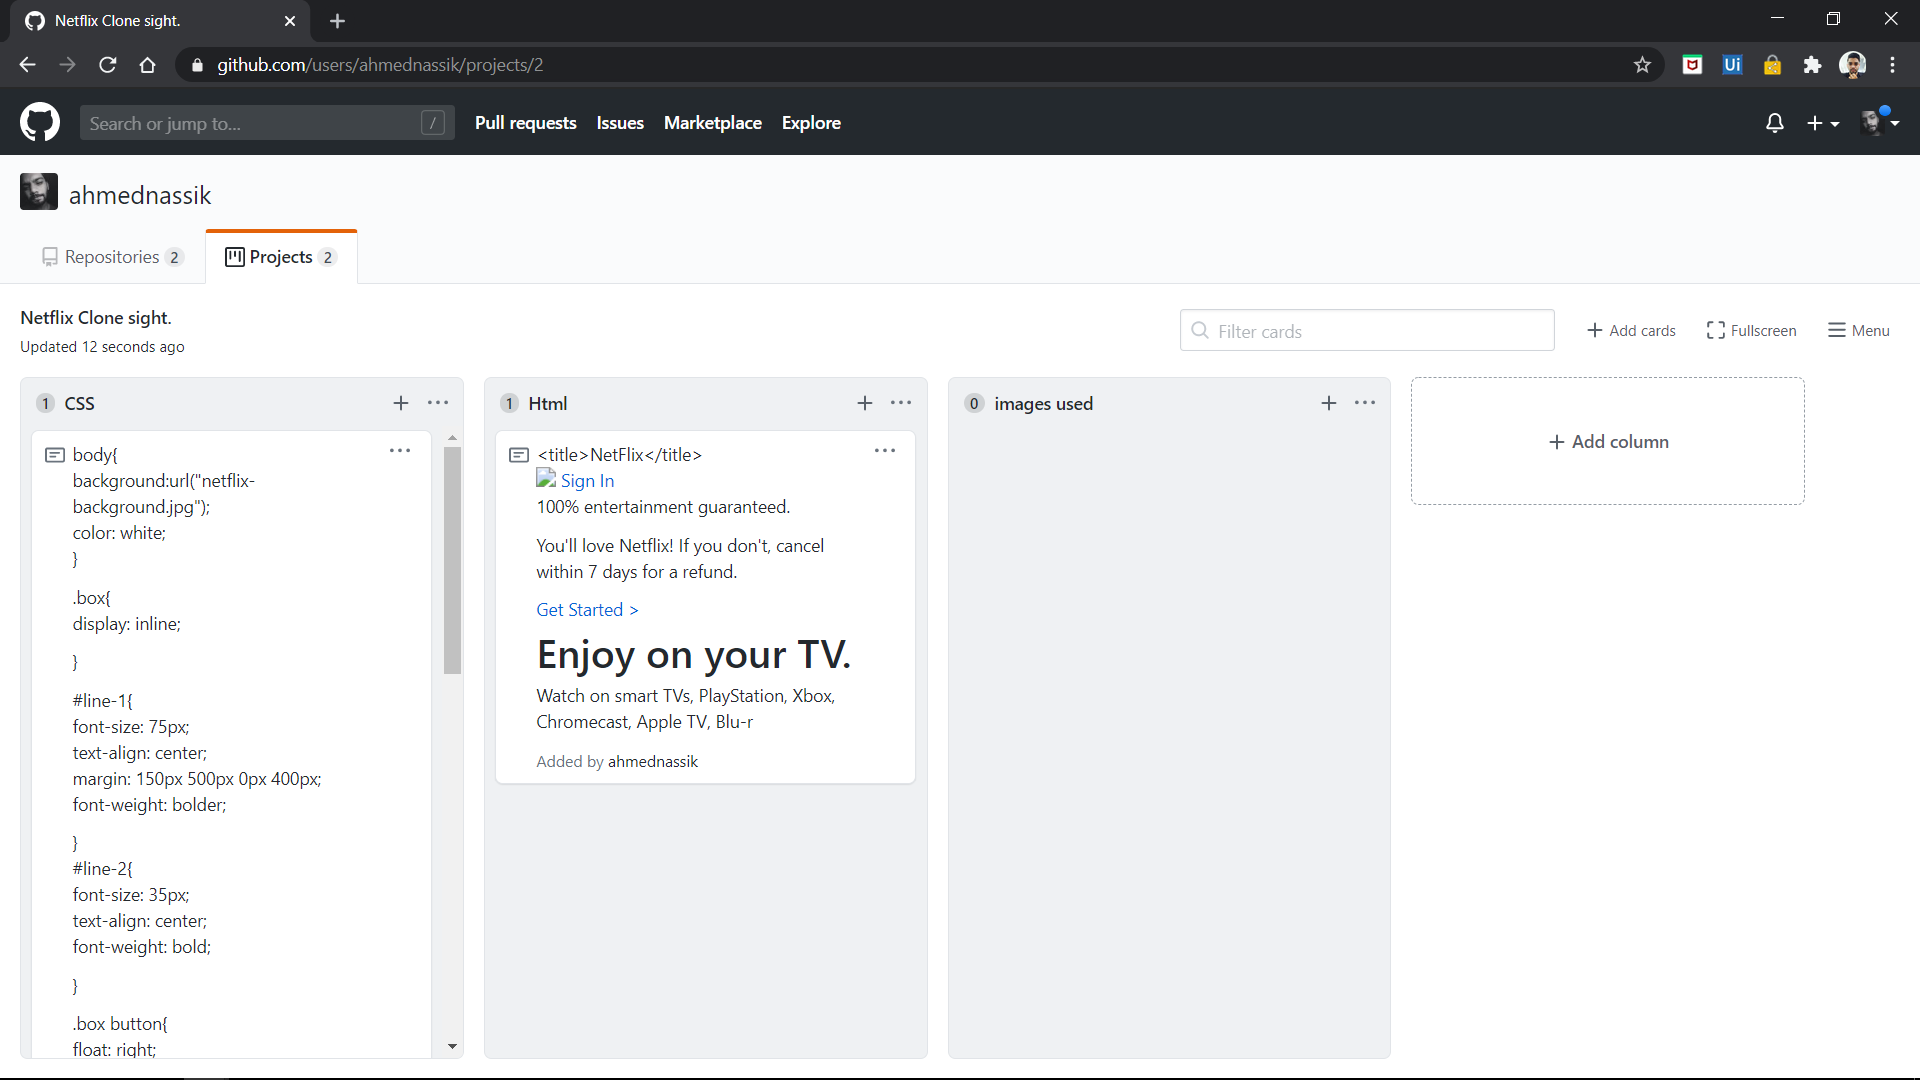 Netflix Clone sight.
github.com/users/ahmednassik/projects/2
Ui
Search or jump to...
/
Pull requests Issues Marketplace Explore
ahmednassik
Repositories 2
Projects 2
Netflix Clone sight.
Updated 12 seconds ago
Filter cards
Add cards
Fullscreen
Menu
1 CSS
body{
background:url("netflix-
background.jpg");
color: white;
}
.box{
display: inline;
}
#line-1{
font-size: 75px;
text-align: center;
margin: 150px 500px 0px 400px;
font-weight: bolder;
}
#line-2{
font-size: 35px;
text-align: center;
font-weight: bold;
}
.box button{
float: right;
1 Html
<title>NetFlix</title>
Sign In
100% entertainment guaranteed.
You'll love Netflix! If you don't, cancel
within 7 days for a refund.
Get Started >
Enjoy on your TV.
Watch on smart TVs, PlayStation, Xbox,
Chromecast, Apple TV, Blu-r
Added by ahmednassik
0 images used
Add column